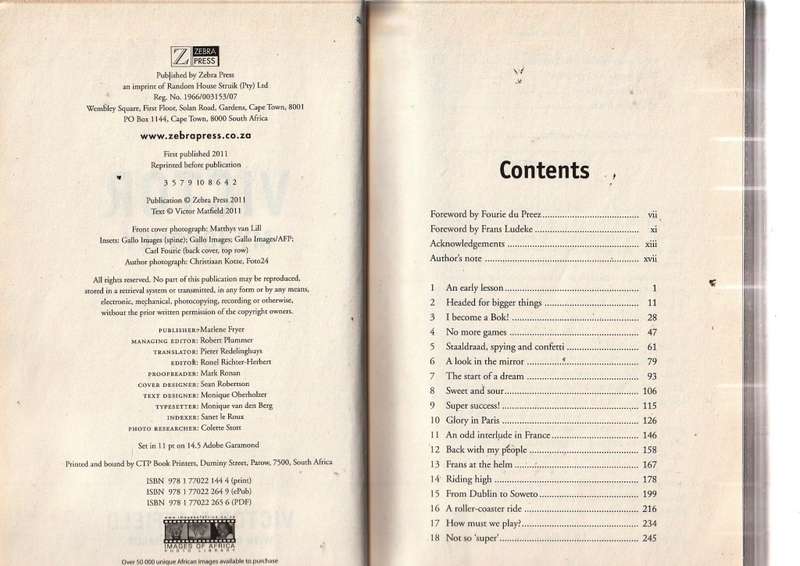 ZEBRA
PRESS
Published by Zebra Press
an imprint of Random House Struik (Pty) Ltd
Reg. No. 1966/003153/07
Wembley Square, First Floor, Solan Road, Gardens, Cape Town, 8001
PO Box 1144, Cape Town, 8000 South Africa
www.zebrapress.co.za
First published 2011
Reprinted before publication
3 5 7 9 10 8 6 4 2
Publication © Zebra Press 2011
Text © Victor Matfield 2011
Front cover photograph: Matthys van Lill
Insets: Gallo Images (spine); Gallo Images; Gallo Images/AFP;
Carl Fourie (back cover, top row)
Author photograph: Christiaan Kotze, Foto24
All rights reserved. No part of this publication may be reproduced,
stored in a retrieval system or transmitted, in any form or by any means,
electronic, mechanical, photocopying, recording or otherwise,
without the prior written permission of the copyright owners.
PUBLISHER: Marlene Fryer
MANAGING EDITOR: Robert Plummer
TRANSLATOR: Pieter Redelinghuys
EDITOR: Ronel Richter-Herbert
PROOFREADER: Mark Ronan
COVER DESIGNER: Sean Robertson
TEXT DESIGNER: Monique Oberholzer
TYPESETTER: Monique van den Berg
INDEXER: Sanet le Roux
PHOTO RESEARCHER: Colette Stott
Set in 11 pt on 14.5 Adobe Garamond
Printed and bound by CTP Book Printers, Duminy Street, Parow, 7500, South Africa
ISBN 978 1 77022 144 4 (print)
ISBN 978 1 77022 264 9 (ePub)
ISBN 978 1 77022 265 6 (PDF)
IMAGES OF AFRICA
PHOTO LIBRARY
Over 50 000 unique African images available to purchase
Contents
Foreword by Fourie du Preez ... vii
Foreword by Frans Ludeke ... xi
Acknowledgements ... xiii
Author's note ... xvii
1 An early lesson ... 1
2 Headed for bigger things ... 11
3 I become a Bok! ... 28
4 No more games ... 47
5 Staaldraad, spying and confetti ... 61
6 A look in the mirror ... 79
7 The start of a dream ... 93
8 Sweet and sour ... 106
9 Super success! ... 115
10 Glory in Paris ... 126
11 An odd interlude in France ... 146
12 Back with my people ... 158
13 Frans at the helm ... 167
14 Riding high ... 178
15 From Dublin to Soweto ... 199
16 A roller-coaster ride ... 216
17 How must we play? ... 234
18 Not so 'super' ... 245